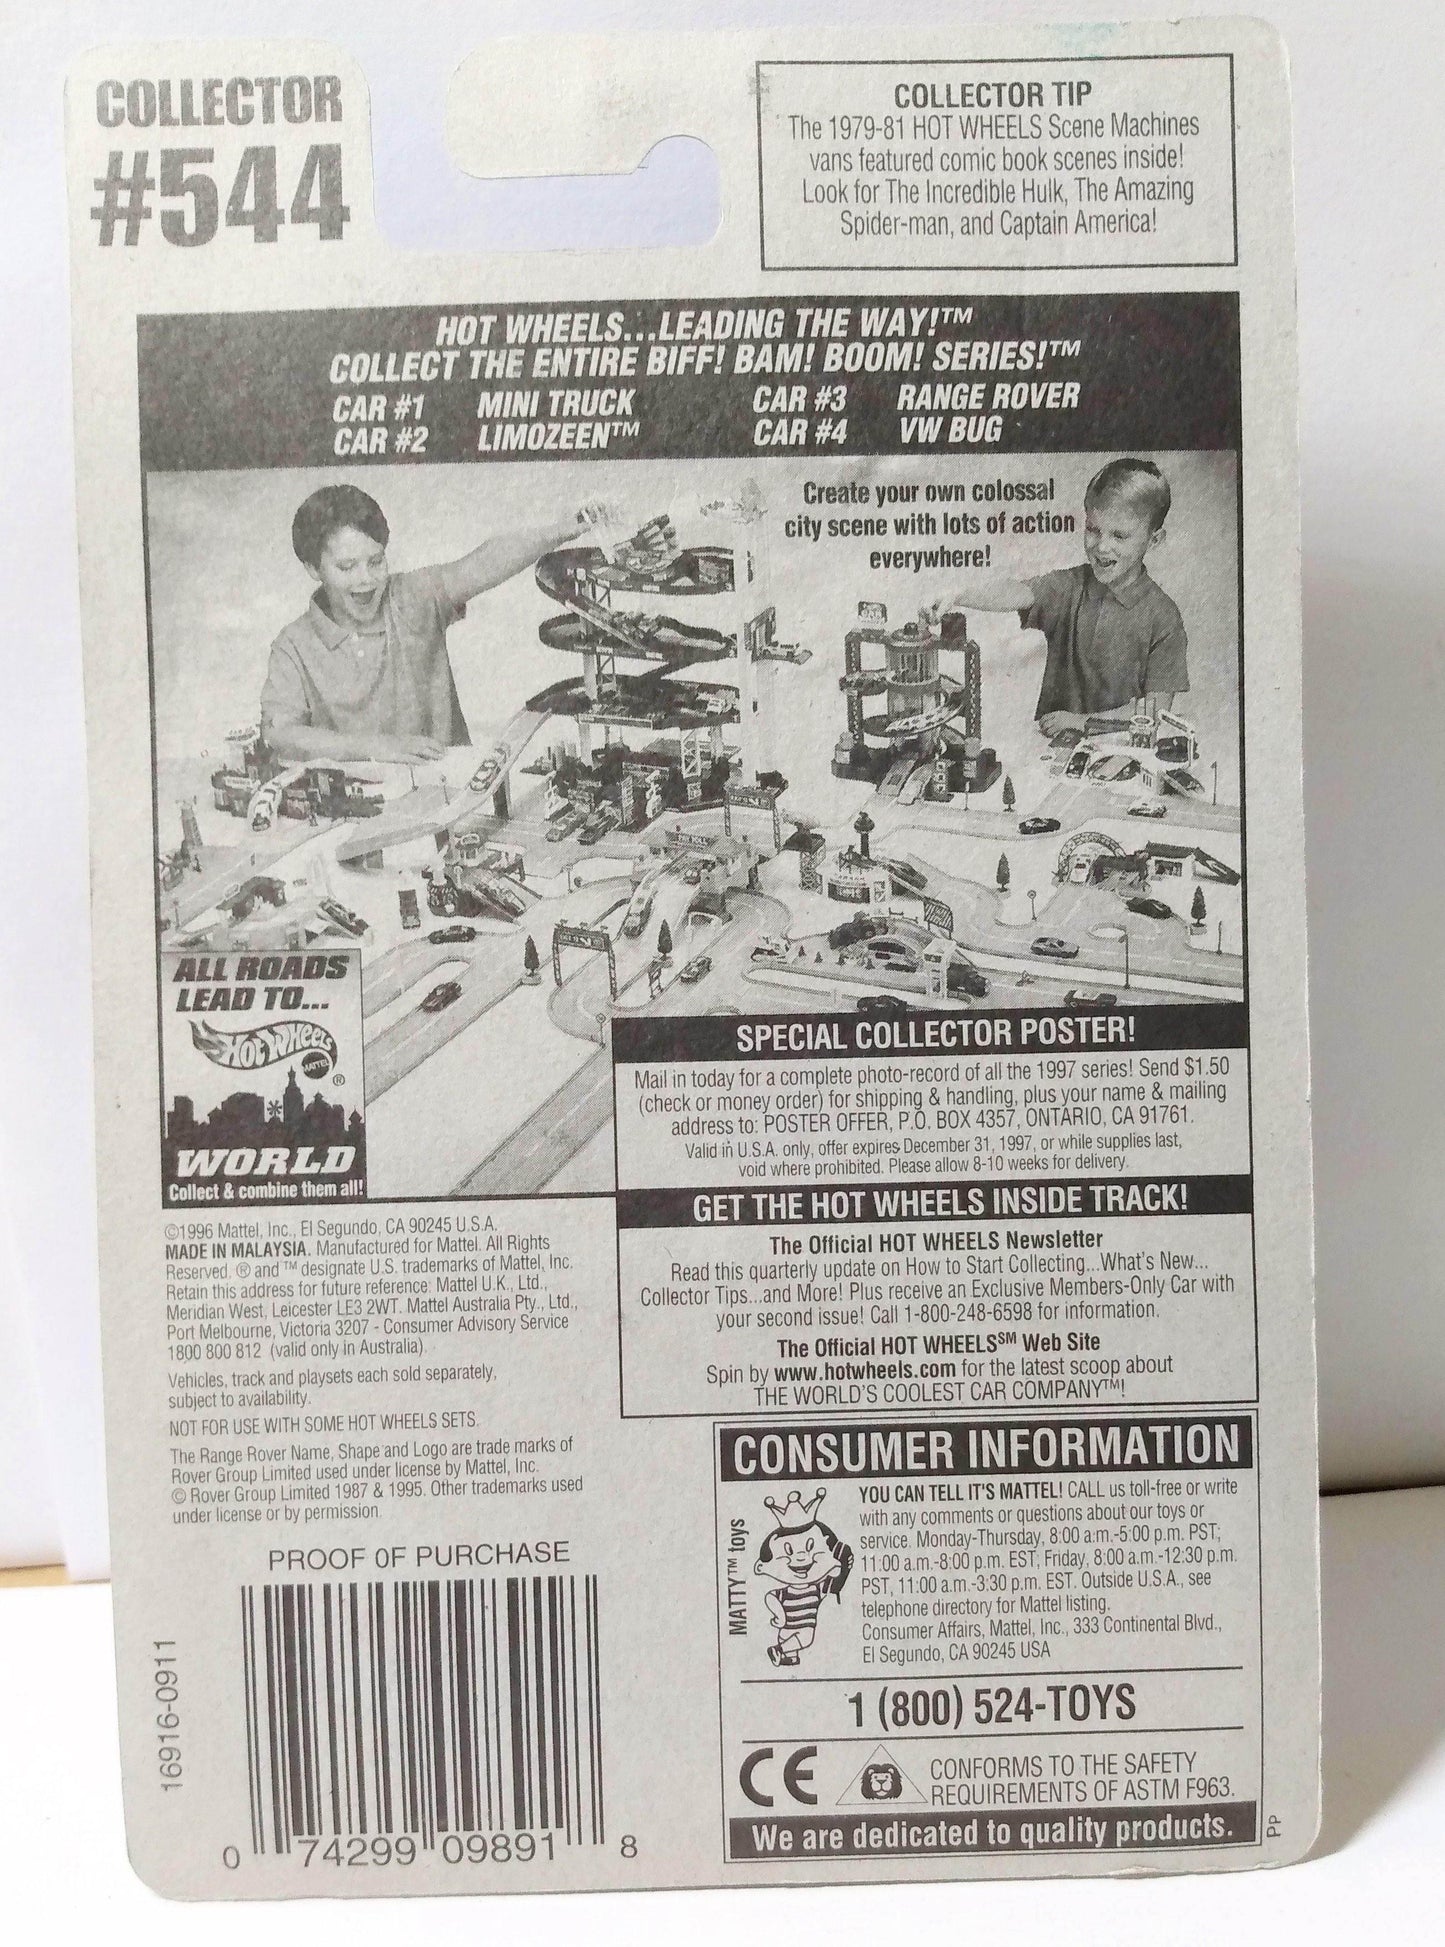 COLLECTOR
#544
COLLECTOR TIP
The 1979-81 HOT WHEELS Scene Machines
vans featured comic book scenes inside!
Look for The Incredible Hulk, The Amazing
Spider-man, and Captain America!
HOT WHEELS...LEADING THE WAY!™
COLLECT THE ENTIRE BIFF! BAM! BOOM! SERIES!™
CAR #1 MINI TRUCK CAR #3 RANGE ROVER
CAR #2 LIMOZEEN™ CAR #4 VW BUG
Create your own colossal
city scene with lots of action
everywhere!
ALL ROADS
LEAD TO...
HOT WHEELS
MATTEL
®
WORLD
Collect & combine them all!
SPECIAL COLLECTOR POSTER!
Mail in today for a complete photo-record of all the 1997 series! Send $1.50
(check or money order) for shipping & handling, plus your name & mailing
address to: POSTER OFFER, P.O. BOX 4357, ONTARIO, CA 91761.
Valid in U.S.A. only, offer expires December 31, 1997, or while supplies last,
void where prohibited. Please allow 8-10 weeks for delivery.
GET THE HOT WHEELS INSIDE TRACK!
The Official HOT WHEELS Newsletter
Read this quarterly update on How to Start Collecting...What's New...
Collector Tips...and More! Plus receive an Exclusive Members-Only Car with
your second issue! Call 1-800-248-6598 for information.
The Official HOT WHEELS℠ Web Site
Spin by www.hotwheels.com for the latest scoop about
THE WORLD'S COOLEST CAR COMPANY™!
©1996 Mattel, Inc., El Segundo, CA 90245 U.S.A.
MADE IN MALAYSIA. Manufactured for Mattel. All Rights
Reserved. ® and ™ designate U.S. trademarks of Mattel, Inc.
Retain this address for future reference: Mattel U.K., Ltd.,
Meridian West, Leicester LE3 2WT. Mattel Australia Pty., Ltd.,
Port Melbourne, Victoria 3207 - Consumer Advisory Service
1800 800 812 (valid only in Australia).
Vehicles, track and playsets each sold separately,
subject to availability.
NOT FOR USE WITH SOME HOT WHEELS SETS.
The Range Rover Name, Shape and Logo are trade marks of
Rover Group Limited used under license by Mattel, Inc.
© Rover Group Limited 1987 & 1995. Other trademarks used
under license or by permission.
PROOF OF PURCHASE
0 74299 09891 8
16916-0911
CONSUMER INFORMATION
MATTY™ toys
YOU CAN TELL IT'S MATTEL! CALL us toll-free or write
with any comments or questions about our toys or
service. Monday-Thursday, 8:00 a.m.-5:00 p.m. PST;
11:00 a.m.-8:00 p.m. EST; Friday, 8:00 a.m.-12:30 p.m.
PST, 11:00 a.m.-3:30 p.m. EST. Outside U.S.A., see
telephone directory for Mattel listing.
Consumer Affairs, Mattel, Inc., 333 Continental Blvd.,
El Segundo, CA 90245 USA
1 (800) 524-TOYS
CE
CONFORMS TO THE SAFETY
REQUIREMENTS OF ASTM F963.
We are dedicated to quality products.
PP